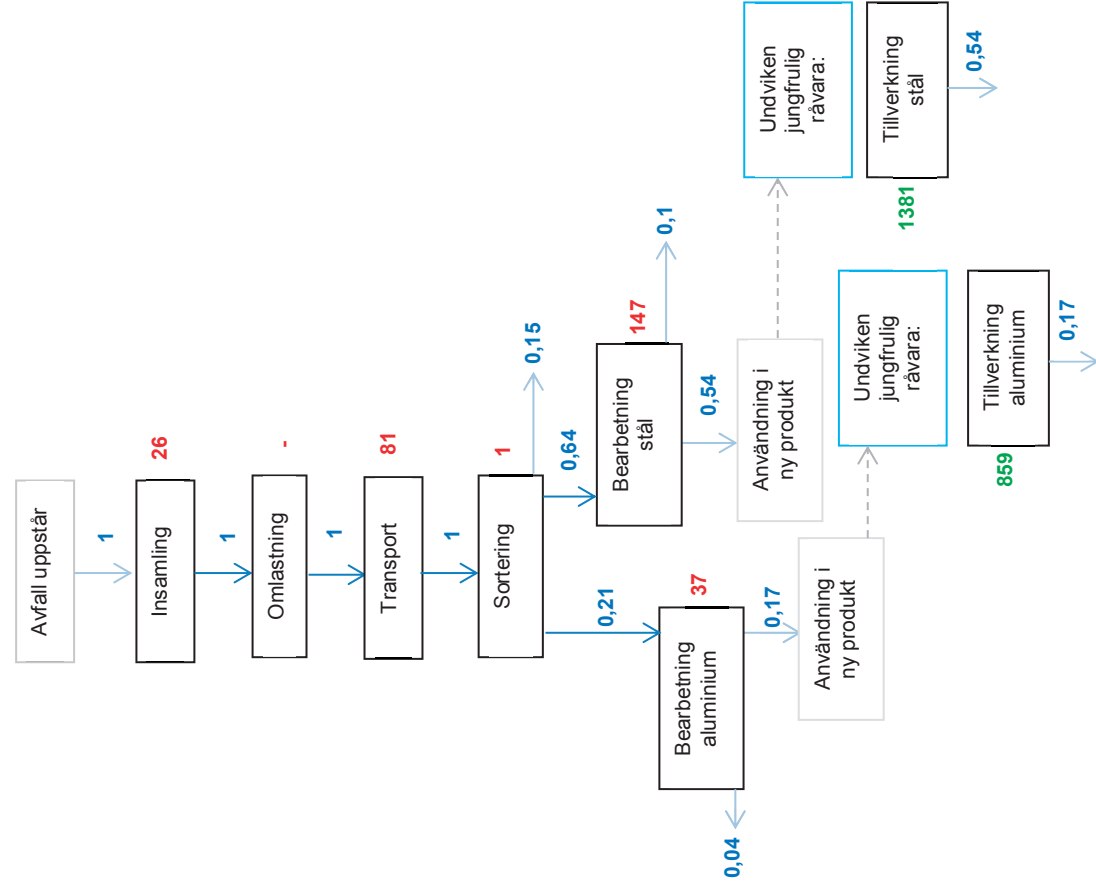 Avfall uppstår
1
Insamling
26
1
Omlastning
-
1
Transport
81
1
Sortering
1
0,15
0,21
0,64
Bearbetning
aluminium
37
0,04
0,17
Bearbetning
stål
147
0,1
0,54
Användning i
ny produkt
Användning i
ny produkt
Undviken
jungfrulig
råvara:
Tillverkning
aluminium
859
0,17
Undviken
jungfrulig
råvara:
Tillverkning
stål
1381
0,54